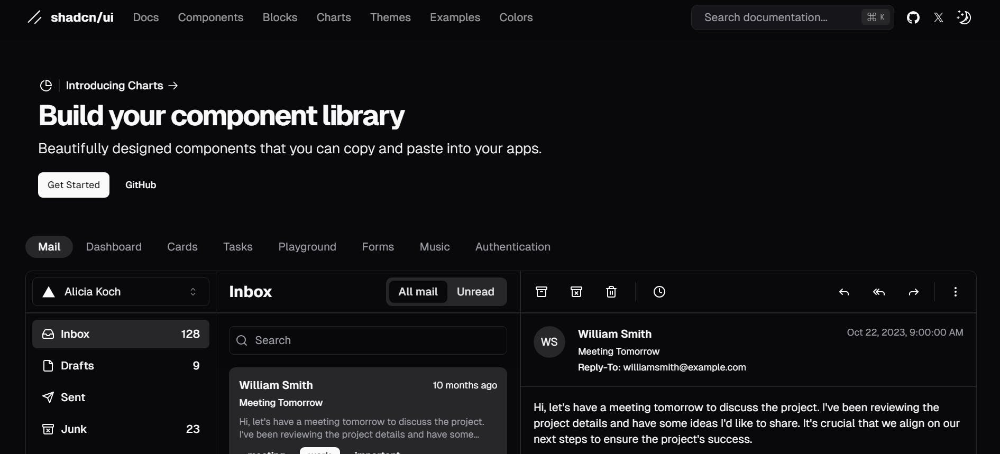 shadcn/ui Docs Components Blocks Charts Themes Examples Colors Search documentation... ⌘ K
Introducing Charts →
Build your component library
Beautifully designed components that you can copy and paste into your apps.
Get Started GitHub
Mail Dashboard Cards Tasks Playground Forms Music Authentication
Alicia Koch
Inbox 128
Drafts 9
Sent
Junk 23
Inbox All mail Unread
Search
William Smith 10 months ago
Meeting Tomorrow
Hi, let's have a meeting tomorrow to discuss the project.
I've been reviewing the project details and have some...
meeting work important
WS William Smith Oct 22, 2023, 9:00:00 AM
Meeting Tomorrow
Reply-To: williamsmith@example.com
Hi, let's have a meeting tomorrow to discuss the project. I've been reviewing the
project details and have some ideas I'd like to share. It's crucial that we align on our
next steps to ensure the project's success.